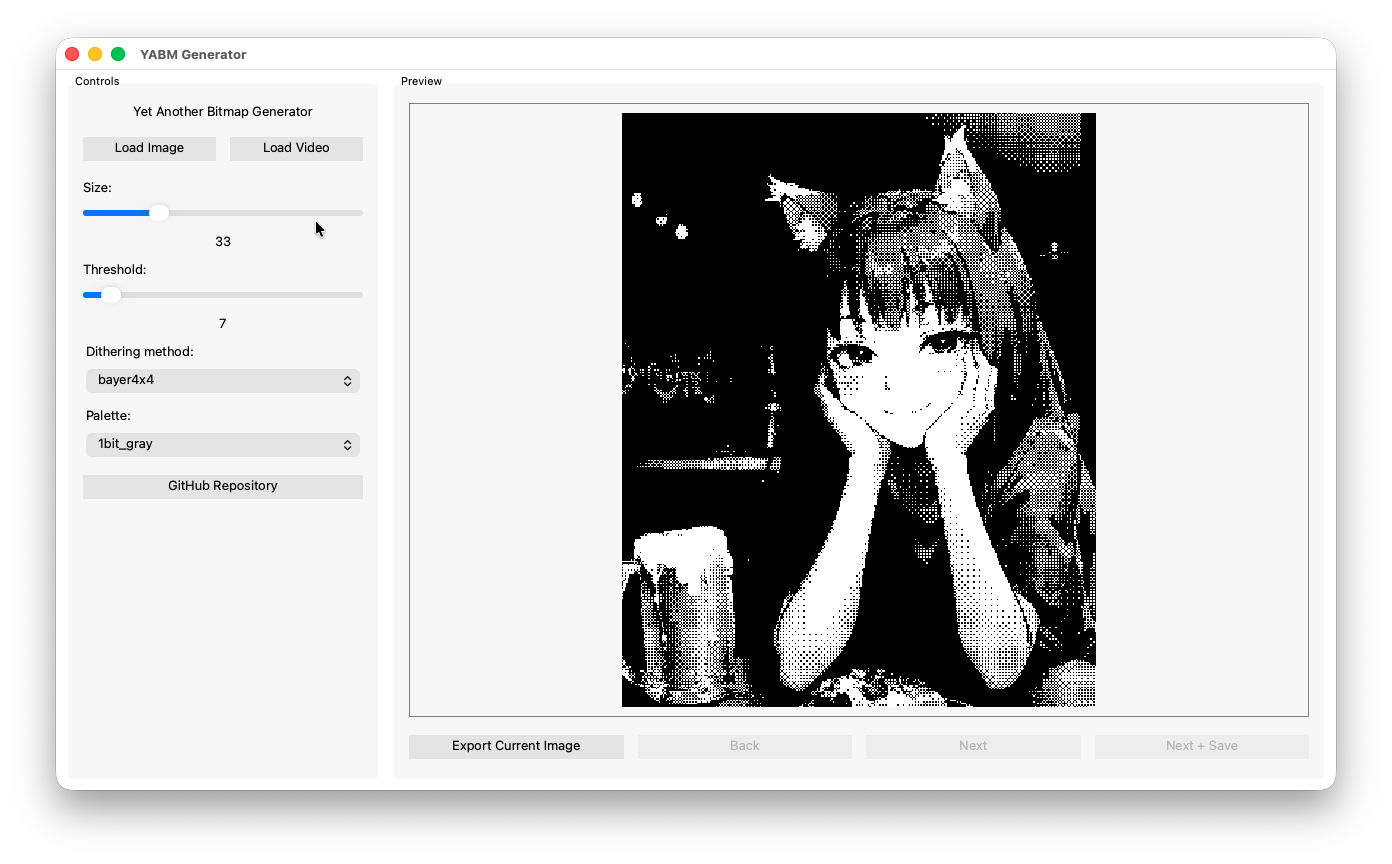 YABM Generator
Controls
Yet Another Bitmap Generator
Load Image
Load Video
Size:
33
Threshold:
7
Dithering method:
bayer4x4
Palette:
1bit_gray
GitHub Repository
Preview
Export Current Image
Back
Next
Next + Save